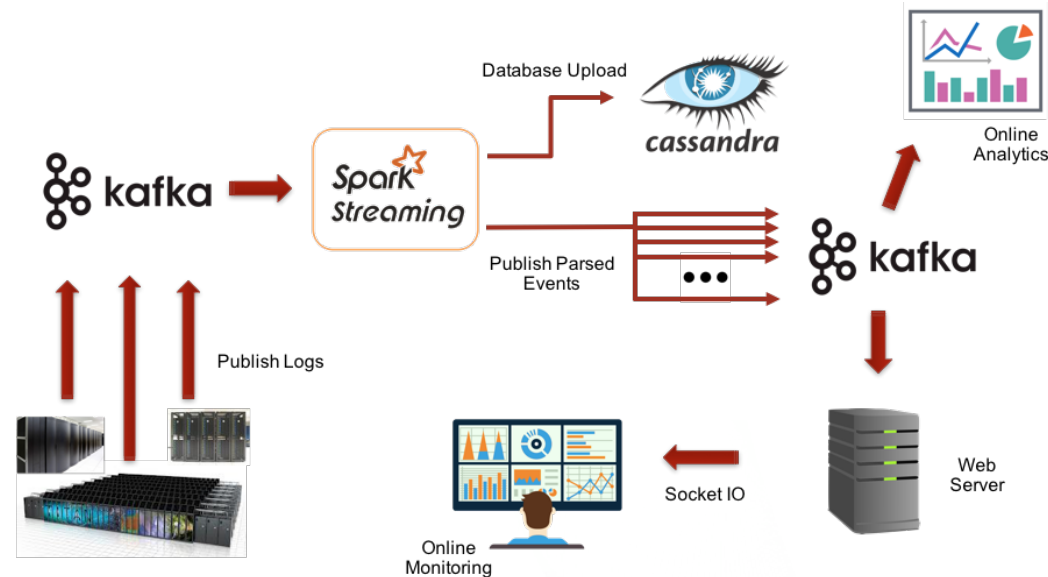 Database Upload
cassandra
Online
Analytics
kafka
Spark
Streaming
Publish Parsed
Events
kafka
Publish Logs
Socket IO
Web
Server
Online
Monitoring